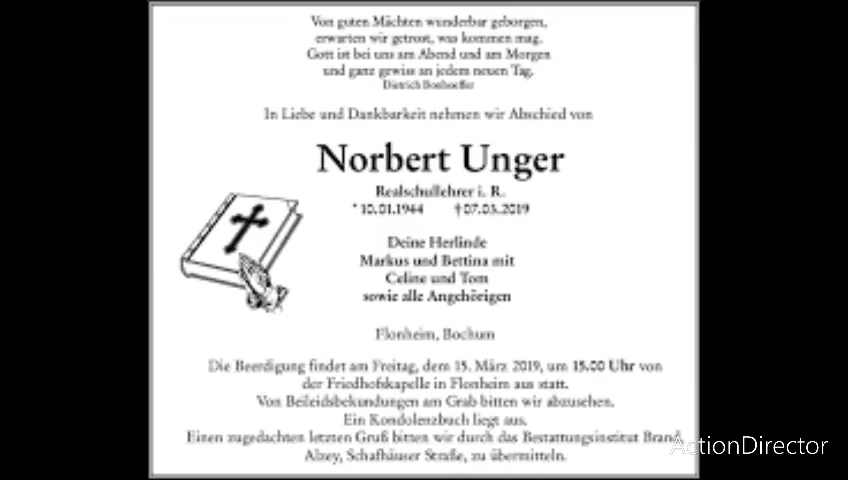 Von guten Mächten wunderbar geborgen,
erwarten wir getrost, was kommen mag.
Gott ist bei uns am Abend und am Morgen
und ganz gewiss an jedem neuen Tag.
Dietrich Bonhoeffer
In Liebe und Dankbarkeit nehmen wir Abschied von
Norbert Unger
Realschullehrer i. R.
* 10.01.1944 † 07.03.2019
Deine Herlinde
Markus und Bettina mit
Celine und Tom
sowie alle Angehörigen
Flonheim, Bochum
Die Beerdigung findet am Freitag, dem 15. März 2019, um 15.00 Uhr von
der Friedhofskapelle in Flonheim aus statt.
Von Beileidsbekundungen am Grab bitten wir abzusehen.
Ein Kondolenzbuch liegt aus.
Einen zugedachten letzten Gruß bitten wir durch das Bestattungsinstitut Brand,
Alzey, Schafhäuser Straße, zu übermitteln.
ActionDirector